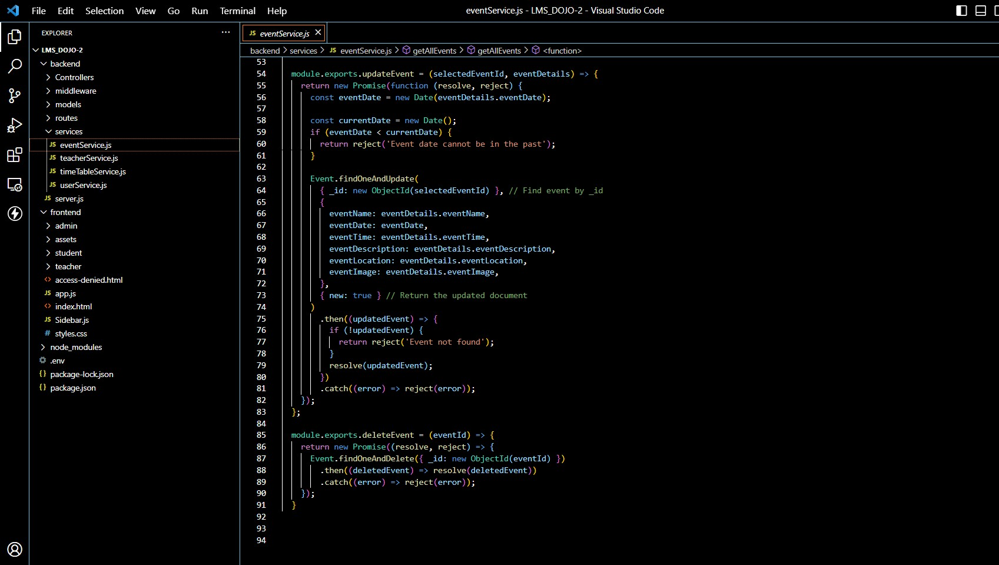 File Edit Selection View Go Run Terminal Help
eventService.js - LMS_DOJO-2 - Visual Studio Code
EXPLORER
LMS_DOJO-2
backend
Controllers
middleware
models
routes
services
JS eventService.js
JS teacherService.js
JS timeTableService.js
JS userService.js
JS server.js
frontend
admin
assets
student
teacher
<> access-denied.html
JS app.js
<> index.html
JS Sidebar.js
# styles.css
node_modules
.env
{} package-lock.json
{} package.json
JS eventService.js
backend > services > JS eventService.js > getAllEvents > getAllEvents > <function>
53
54 module.exports.updateEvent = (selectedEventId, eventDetails) => {
55 return new Promise(function (resolve, reject) {
56 const eventDate = new Date(eventDetails.eventDate);
57
58 const currentDate = new Date();
59 if (eventDate < currentDate) {
60 return reject('Event date cannot be in the past');
61 }
62
63 Event.findOneAndUpdate(
64 { _id: new ObjectId(selectedEventId) }, // Find event by _id
65 {
66 eventName: eventDetails.eventName,
67 eventDate: eventDate,
68 eventTime: eventDetails.eventTime,
69 eventDescription: eventDetails.eventDescription,
70 eventLocation: eventDetails.eventLocation,
71 eventImage: eventDetails.eventImage,
72 },
73 { new: true } // Return the updated document
74 )
75 .then((updatedEvent) => {
76 if (!updatedEvent) {
77 return reject('Event not found');
78 }
79 resolve(updatedEvent);
80 })
81 .catch((error) => reject(error));
82 });
83 };
84
85 module.exports.deleteEvent = (eventId) => {
86 return new Promise((resolve, reject) => {
87 Event.findOneAndDelete({ _id: new ObjectId(eventId) })
88 .then((deletedEvent) => resolve(deletedEvent))
89 .catch((error) => reject(error));
90 });
91 }
92
93
94